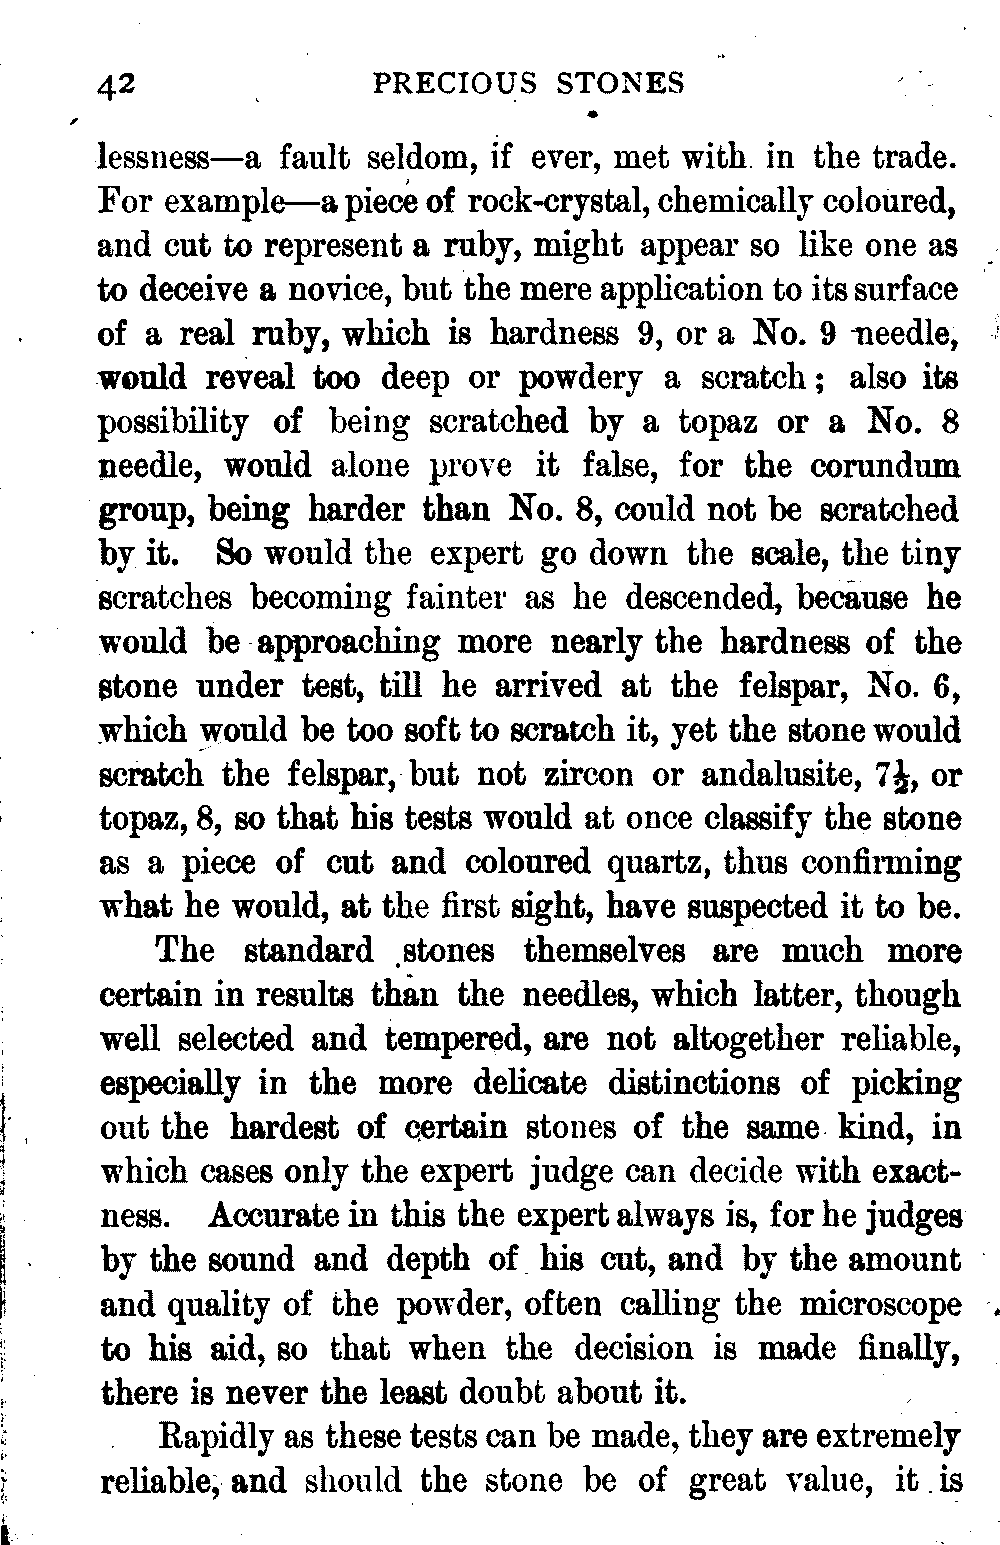 42 PRECIOUS STONES
lessness—a fault seldom, if ever, met with in the trade.
For example—a piece of rock-crystal, chemically coloured,
and cut to represent a ruby, might appear so like one as
to deceive a novice, but the mere application to its surface
of a real ruby, which is hardness 9, or a No. 9 needle,
would reveal too deep or powdery a scratch; also its
possibility of being scratched by a topaz or a No. 8
needle, would alone prove it false, for the corundum
group, being harder than No. 8, could not be scratched
by it. So would the expert go down the scale, the tiny
scratches becoming fainter as he descended, because he
would be approaching more nearly the hardness of the
stone under test, till he arrived at the felspar, No. 6,
which would be too soft to scratch it, yet the stone would
scratch the felspar, but not zircon or andalusite, 7½, or
topaz, 8, so that his tests would at once classify the stone
as a piece of cut and coloured quartz, thus confirming
what he would, at the first sight, have suspected it to be.
The standard stones themselves are much more
certain in results than the needles, which latter, though
well selected and tempered, are not altogether reliable,
especially in the more delicate distinctions of picking
out the hardest of certain stones of the same kind, in
which cases only the expert judge can decide with exact-
ness. Accurate in this the expert always is, for he judges
by the sound and depth of his cut, and by the amount
and quality of the powder, often calling the microscope
to his aid, so that when the decision is made finally,
there is never the least doubt about it.
Rapidly as these tests can be made, they are extremely
reliable, and should the stone be of great value, it is